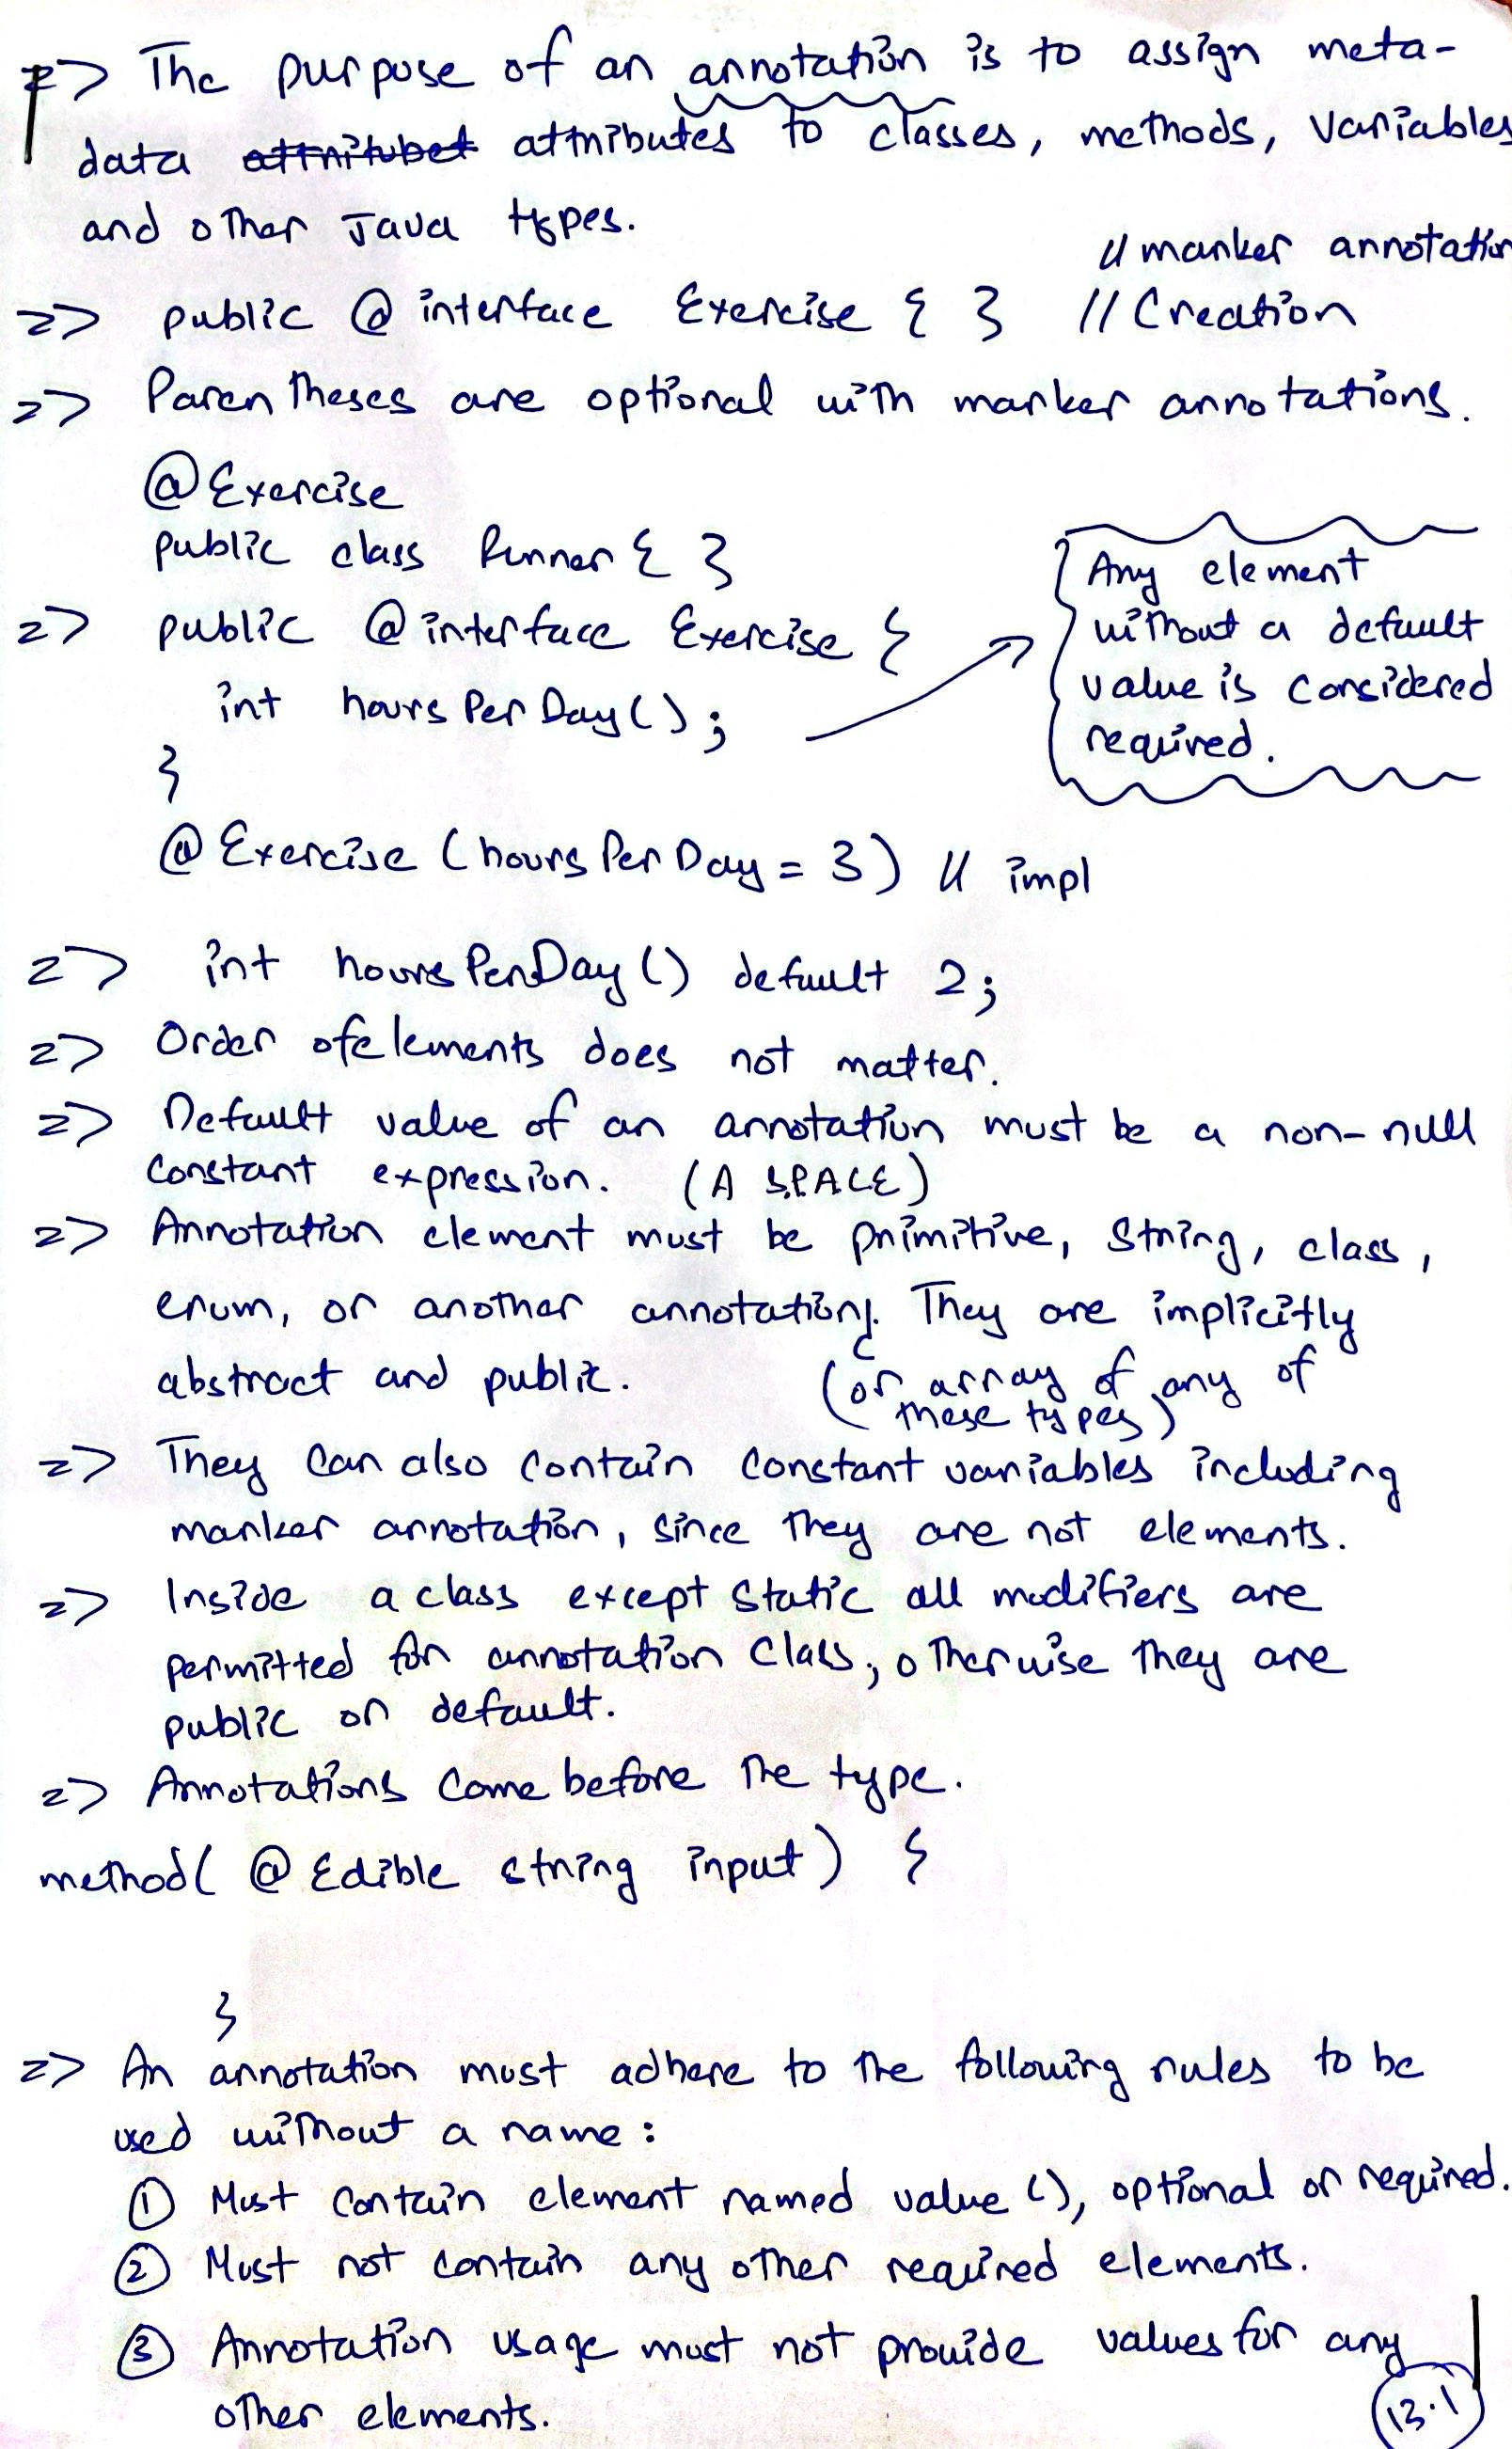 => The purpose of an annotation is to assign meta-
data attributes to classes, methods, variables
and other Java types.
// marker annotation
=> public @interface Exercise { } // Creation
=> Parentheses are optional with marker annotations.
@Exercise
public class Runner { }
=> public @interface Exercise {
int hoursPerDay();
}
Any element
without a default
value is considered
required.
@Exercise (hoursPerDay = 3) // impl
=> int hoursPerDay() default 2;
=> Order of elements does not matter.
=> Default value of an annotation must be a non-null
constant expression. (A SPACE)
=> Annotation element must be primitive, String, class,
enum, or another annotation. They are implicitly
abstract and public.
(or array of any of
these types)
=> They can also contain constant variables including
marker annotation, since they are not elements.
=> Inside a class except static all modifiers are
permitted for annotation class, otherwise they are
public or default.
=> Annotations come before the type.
method( @Edible string input) {
}
=> An annotation must adhere to the following rules to be
used without a name:
① Must contain element named value(), optional or required.
② Must not contain any other required elements.
③ Annotation usage must not provide values for any
other elements.
13.1